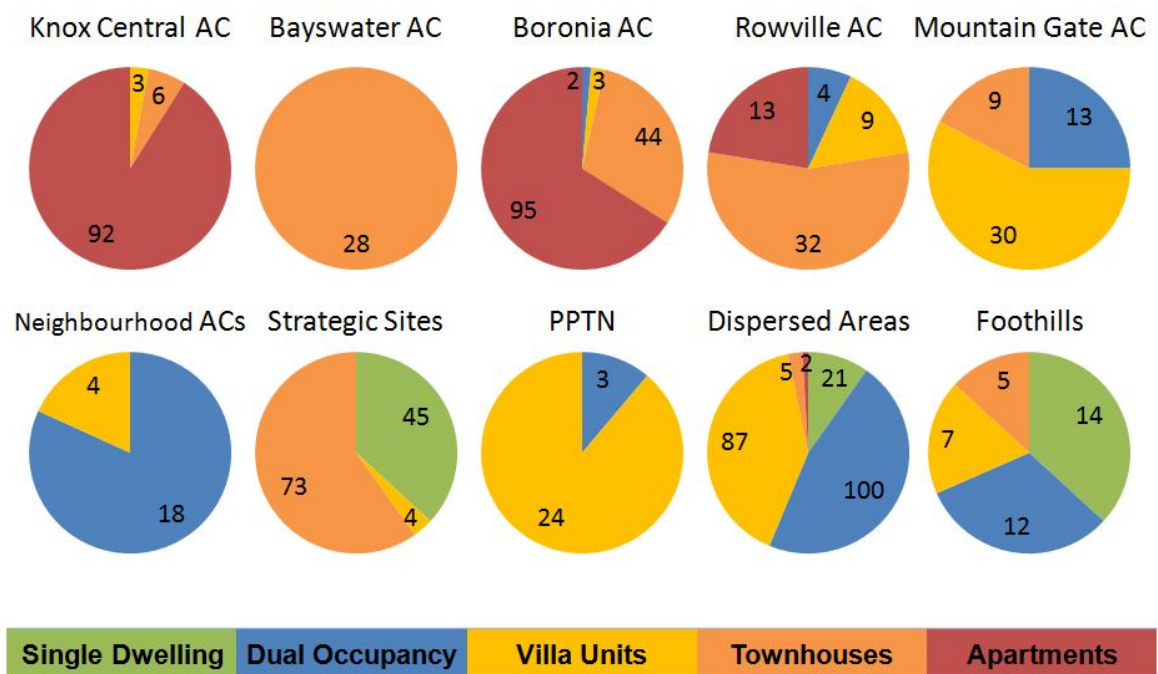 Knox Central AC Bayswater AC Boronia AC Rowville AC Mountain Gate AC
3 6 92
28
2 3 44 95
4 9 13 32
9 13 30
Neighbourhood ACs Strategic Sites PPTN Dispersed Areas Foothills
4 18
45 73 4
3 24
5 2 21 87 100
5 14 7 12
Single Dwelling Dual Occupancy Villa Units Townhouses Apartments